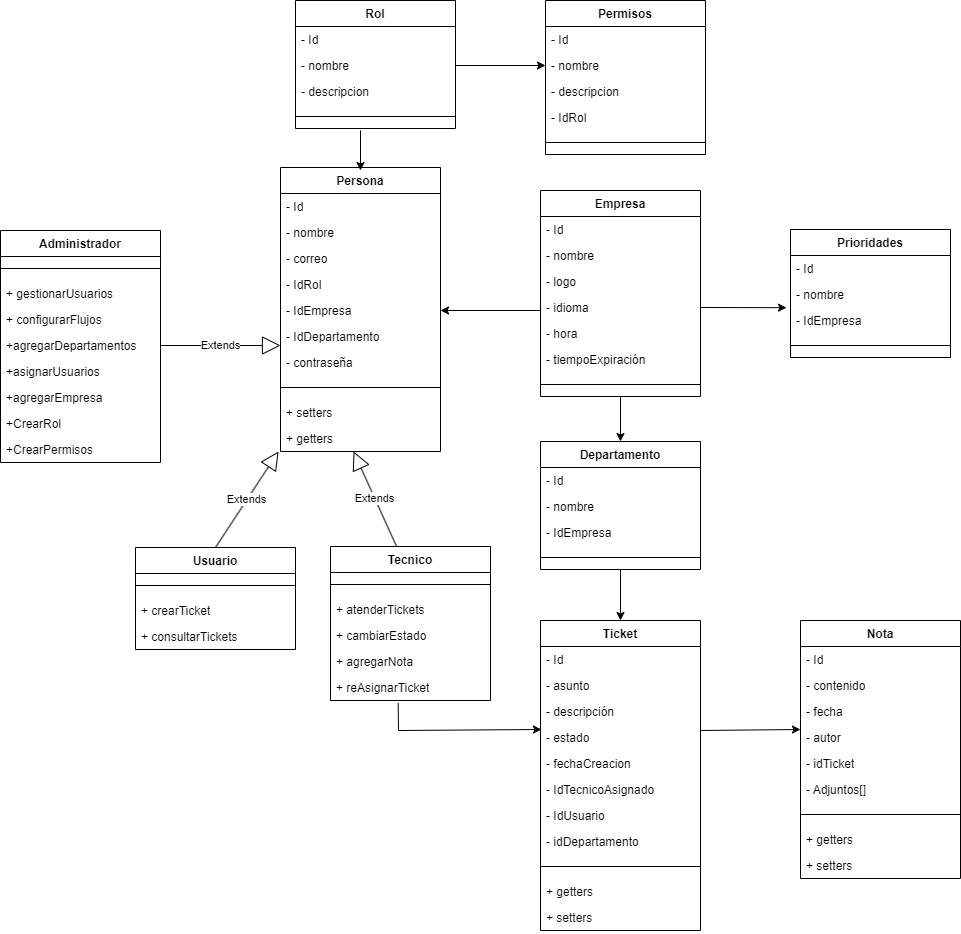 Rol
- Id
- nombre
- descripcion
Permisos
- Id
- nombre
- descripcion
- IdRol
Persona
- Id
- nombre
- correo
- IdRol
- IdEmpresa
- IdDepartamento
- contraseña
+ setters
+ getters
Empresa
- Id
- nombre
- logo
- idioma
- hora
- tiempoExpiración
Prioridades
- Id
- nombre
- IdEmpresa
Administrador
+ gestionarUsuarios
+ configurarFlujos
+agregarDepartamentos
+asignarUsuarios
+agregarEmpresa
+CrearRol
+CrearPermisos
Extends
Extends
Extends
Departamento
- Id
- nombre
- IdEmpresa
Usuario
+ crearTicket
+ consultarTickets
Tecnico
+ atenderTickets
+ cambiarEstado
+ agregarNota
+ reAsignarTicket
Ticket
- Id
- asunto
- descripción
- estado
- fechaCreacion
- IdTecnicoAsignado
- IdUsuario
- idDepartamento
+ getters
+ setters
Nota
- Id
- contenido
- fecha
- autor
- idTicket
- Adjuntos[]
+ getters
+ setters